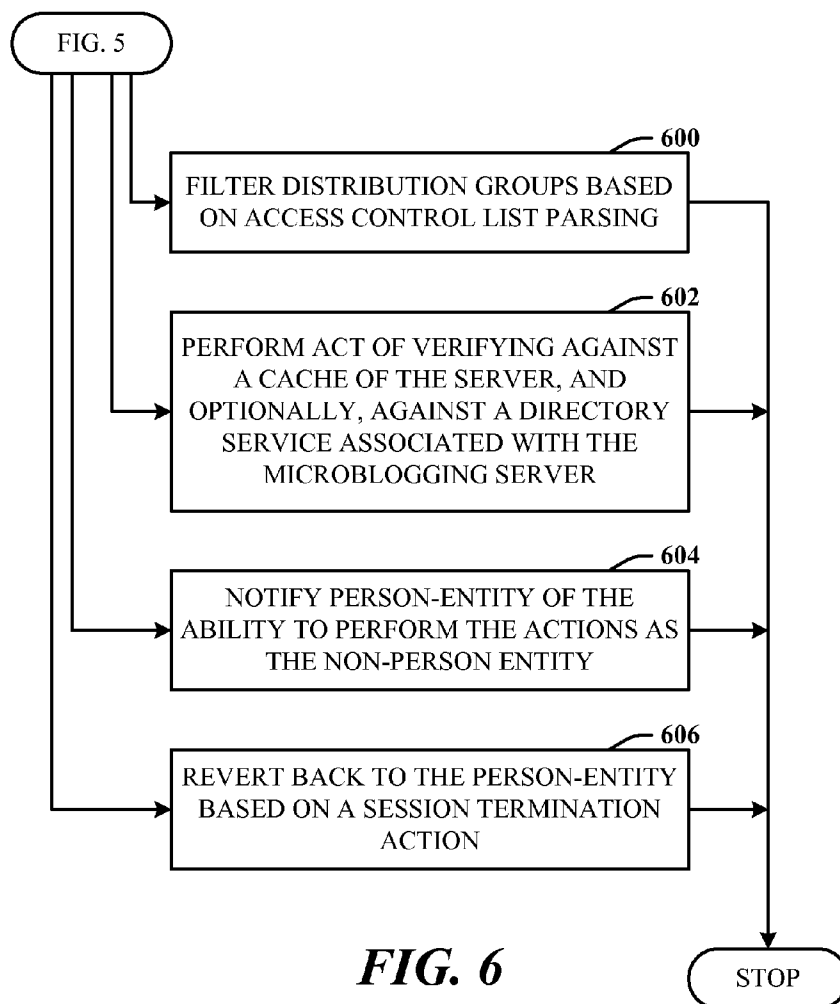 FIG. 5
600
FILTER DISTRIBUTION GROUPS BASED
ON ACCESS CONTROL LIST PARSING
602
PERFORM ACT OF VERIFYING AGAINST
A CACHE OF THE SERVER, AND
OPTIONALLY, AGAINST A DIRECTORY
SERVICE ASSOCIATED WITH THE
MICROBLOGGING SERVER
604
NOTIFY PERSON-ENTITY OF THE
ABILITY TO PERFORM THE ACTIONS AS
THE NON-PERSON ENTITY
606
REVERT BACK TO THE PERSON-ENTITY
BASED ON A SESSION TERMINATION
ACTION
FIG. 6
STOP